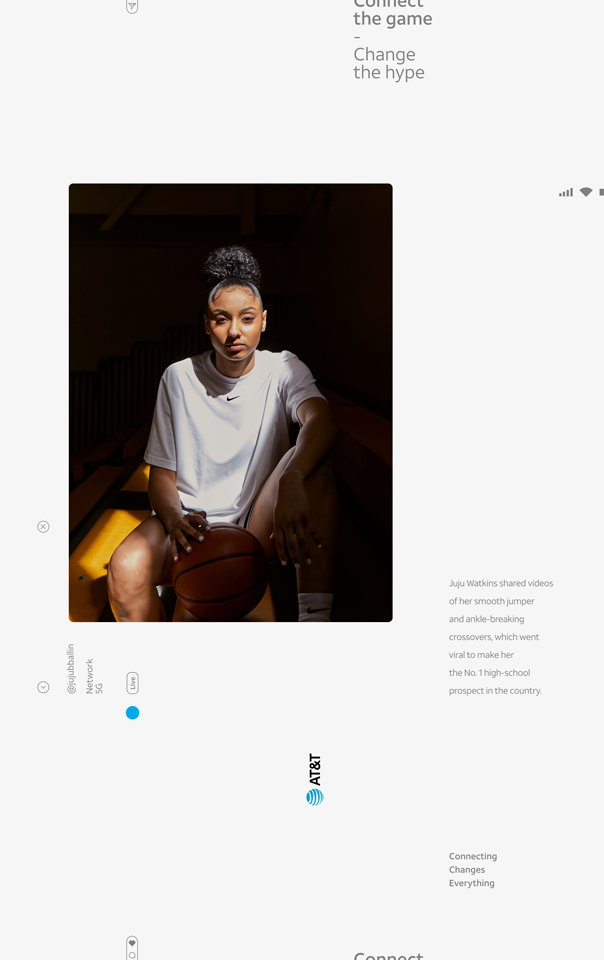 Connect
the game
-
Change
the hype
Juju Watkins shared videos
of her smooth jumper
and ankle-breaking
crossovers, which went
viral to make her
the No. 1 high-school
prospect in the country.
@jujubballin
Network
5G
Live
AT&T
Connecting
Changes
Everything
Connect